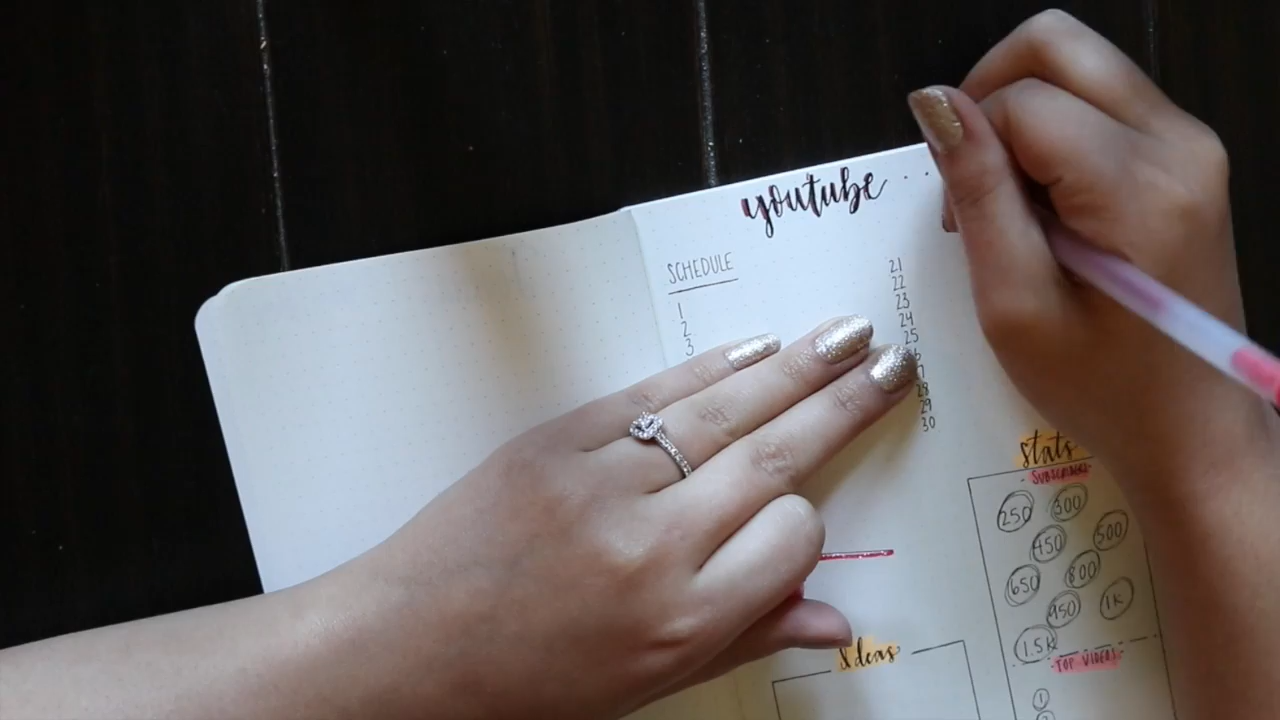 youtube
SCHEDULE
1
2
3
21
22
23
24
25
28
29
30
stats
SUBSCRIBERS
250 300
450 500
650 800
950 1K
1.5K
TOP VIDEOS
1
Ideas